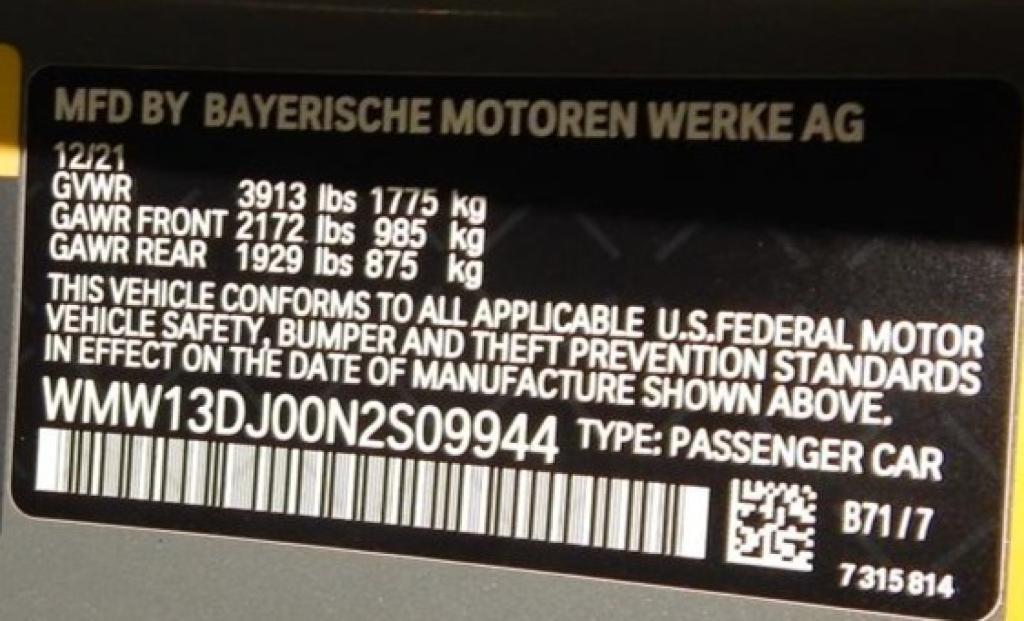 MFD BY BAYERISCHE MOTOREN WERKE AG
12/21
GVWR 3913 lbs 1775 kg
GAWR FRONT 2172 lbs 985 kg
GAWR REAR 1929 lbs 875 kg
THIS VEHICLE CONFORMS TO ALL APPLICABLE U.S.FEDERAL MOTOR
VEHICLE SAFETY, BUMPER AND THEFT PREVENTION STANDARDS
IN EFFECT ON THE DATE OF MANUFACTURE SHOWN ABOVE.
WMW13DJ00N2S09944 TYPE: PASSENGER CAR
B71/7
7315814